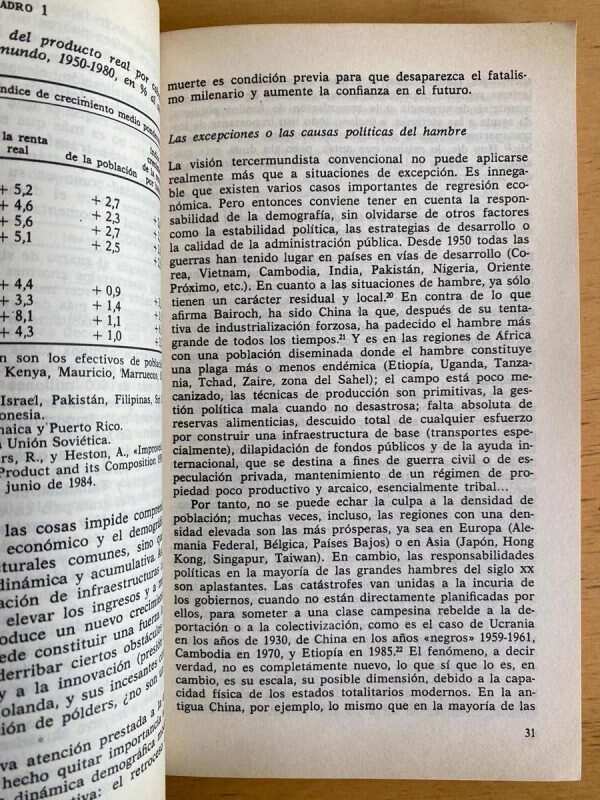 ADRO 1
del producto real por
mundo, 1950-1980, en %
ndice de crecimiento medio
la renta
real
de la población
+ 5,2
+ 4,6
+ 5,6
+ 5,1
+ 2,7
+ 2,3
+ 2,7
+ 2,5
+ 4,4
+ 3,3
+ 8,1
+ 4,3
+ 0,9
+ 1,4
+ 1,1
+ 1,0
n son los efectivos de
Kenya, Mauricio, Marruecos,
Israel, Pakistán, Filipinas,
onesia.
naica y Puerto Rico.
a Unión Soviética.
ers, R., y Heston, A.,
Product and its Composition
junio de 1984.
las cosas impide
económico y el
turales comunes, sino
dinámica y acumulativa.
ación de infraestructuras
elevar los ingresos y a
oduce un nuevo
ede constituir una fuerza
derribar ciertos
y a la innovación
olanda, y sus incesantes
ión de pólders, ¿no son
va atención prestada a
hecho quitar importancia
dinámica demográfica
ativa: el retroceso
muerte es condición previa para que desaparezca el fatalis-
mo milenario y aumente la confianza en el futuro.
Las excepciones o las causas políticas del hambre
La visión tercermundista convencional no puede aplicarse
realmente más que a situaciones de excepción. Es innega-
ble que existen varios casos importantes de regresión eco-
nómica. Pero entonces conviene tener en cuenta la respon-
sabilidad de la demografía, sin olvidarse de otros factores
como la estabilidad política, las estrategias de desarrollo o
la calidad de la administración pública. Desde 1950 todas las
guerras han tenido lugar en países en vías de desarrollo (Co-
rea, Vietnam, Cambodia, India, Pakistán, Nigeria, Oriente
Próximo, etc.). En cuanto a las situaciones de hambre, ya sólo
tienen un carácter residual y local.²⁰ En contra de lo que
afirma Bairoch, ha sido China la que, después de su tenta-
tiva de industrialización forzosa, ha padecido el hambre más
grande de todos los tiempos.²¹ Y es en las regiones de Africa
con una población diseminada donde el hambre constituye
una plaga más o menos endémica (Etiopía, Uganda, Tanza-
nia, Tchad, Zaire, zona del Sahel); el campo está poco me-
canizado, las técnicas de producción son primitivas, la ges-
tión política mala cuando no desastrosa; falta absoluta de
reservas alimenticias, descuido total de cualquier esfuerzo
por construir una infraestructura de base (transportes espe-
cialmente), dilapidación de fondos públicos y de la ayuda in-
ternacional, que se destina a fines de guerra civil o de es-
peculación privada, mantenimiento de un régimen de pro-
piedad poco productivo y arcaico, esencialmente tribal...
Por tanto, no se puede echar la culpa a la densidad de
población; muchas veces, incluso, las regiones con una den-
sidad elevada son las más prósperas, ya sea en Europa (Ale-
mania Federal, Bélgica, Países Bajos) o en Asia (Japón, Hong
Kong, Singapur, Taiwan). En cambio, las responsabilidades
políticas en la mayoría de las grandes hambres del siglo XX
son aplastantes. Las catástrofes van unidas a la incuria de
los gobiernos, cuando no están directamente planificadas por
ellos, para someter a una clase campesina rebelde a la de-
portación o a la colectivización, como es el caso de Ucrania
en los años de 1930, de China en los años «negros» 1959-1961,
Cambodia en 1970, y Etiopía en 1985.²² El fenómeno, a decir
verdad, no es completamente nuevo, lo que sí que lo es, en
cambio, es su escala, su posible dimensión, debido a la capa-
cidad física de los estados totalitarios modernos. En la an-
tigua China, por ejemplo, lo mismo que en la mayoría de las
31